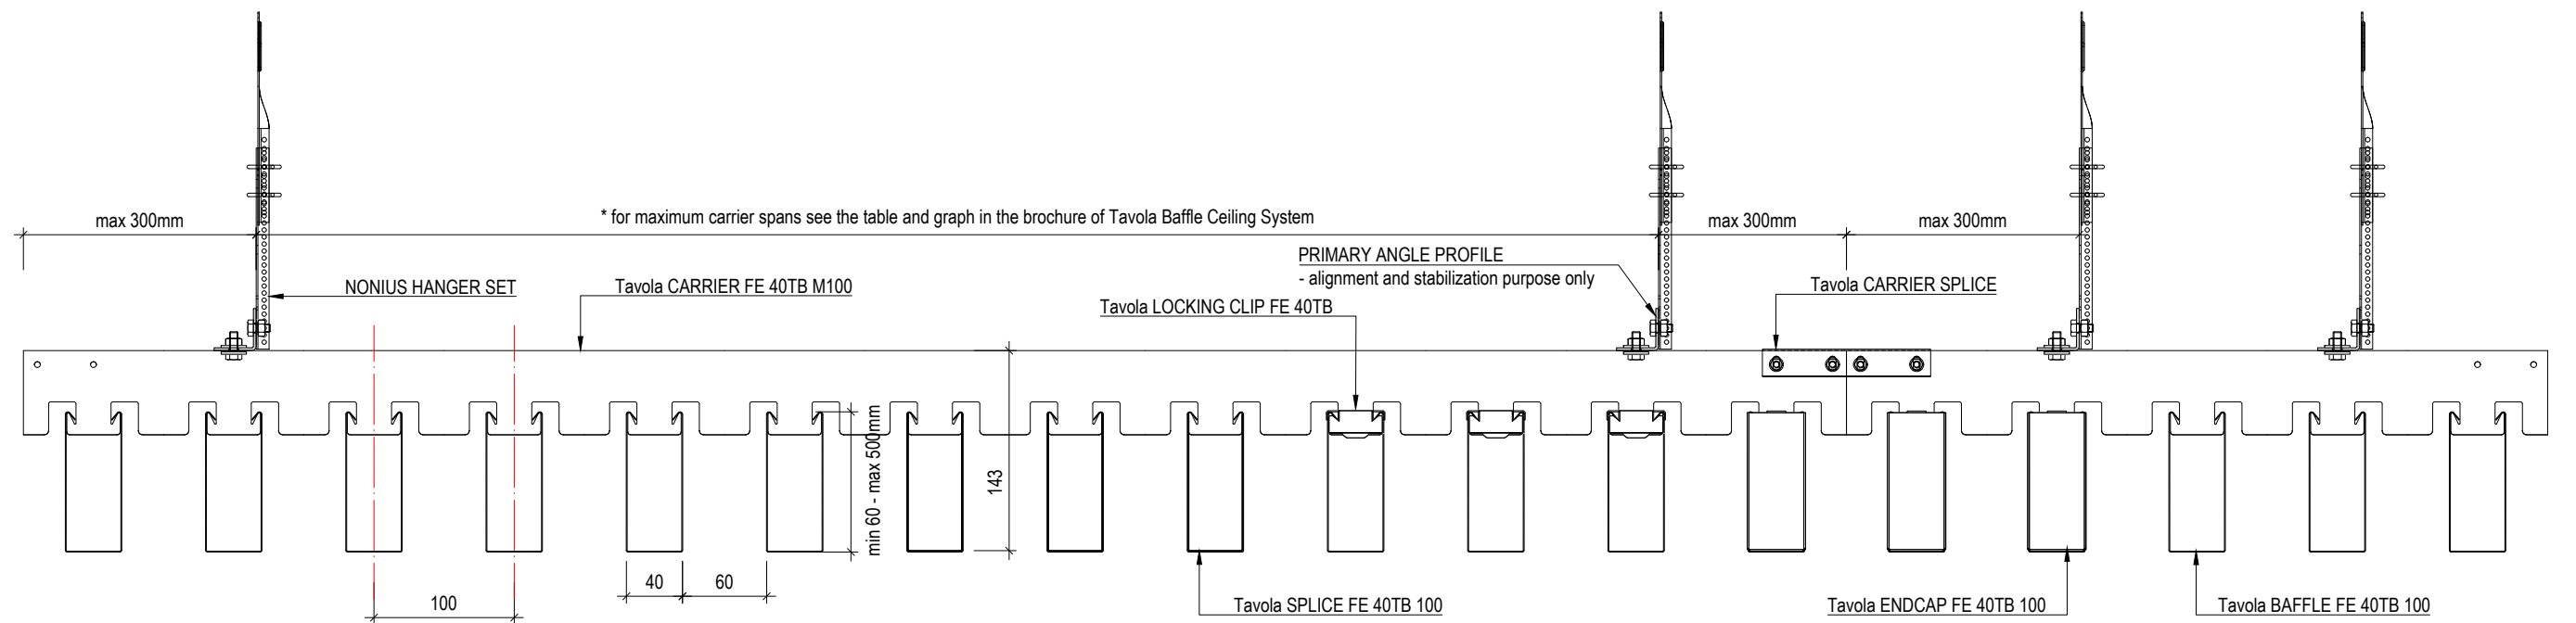 * for maximum carrier spans see the table and graph in the brochure of Tavola Baffle Ceiling System
max 300mm
max 300mm
max 300mm
PRIMARY ANGLE PROFILE
- alignment and stabilization purpose only
NONIUS HANGER SET
Tavola CARRIER FE 40TB M100
Tavola CARRIER SPLICE
Tavola LOCKING CLIP FE 40TB
min 60 - max 500mm
143
40
60
100
Tavola SPLICE FE 40TB 100
Tavola ENDCAP FE 40TB 100
Tavola BAFFLE FE 40TB 100